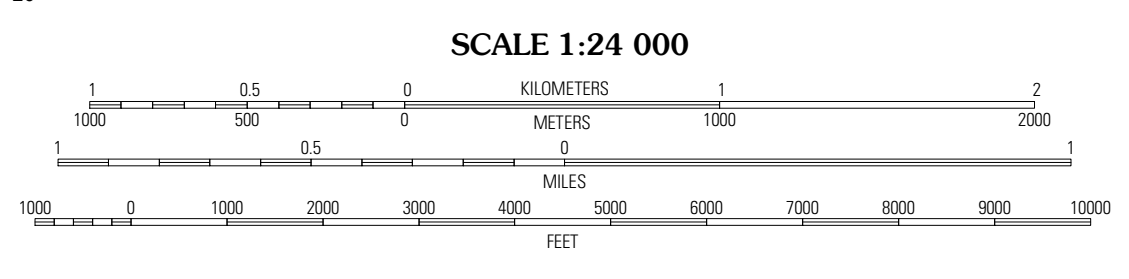 SCALE 1:24 000
1 0.5 0 KILOMETERS 1 2
1000 500 0 METERS 1000 2000
1 0.5 0 1
MILES
1000 0 1000 2000 3000 4000 5000 6000 7000 8000 9000 10000
FEET